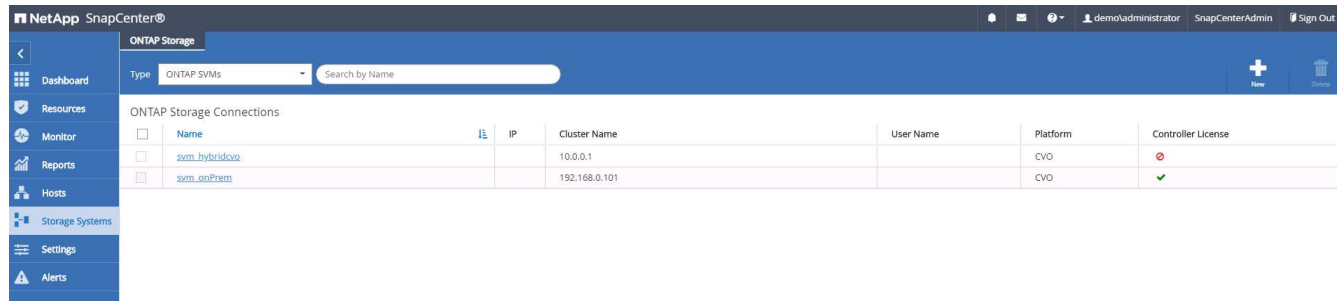 NetApp SnapCenter®
demo\administrator SnapCenterAdmin Sign Out
ONTAP Storage
Type ONTAP SVMs Search by Name
New Delete
Dashboard
Resources
Monitor
Reports
Hosts
Storage Systems
Settings
Alerts
ONTAP Storage Connections
Name IP Cluster Name User Name Platform Controller License
svm_hybridcvo 10.0.0.1 CVO
svm_onPrem 192.168.0.101 CVO